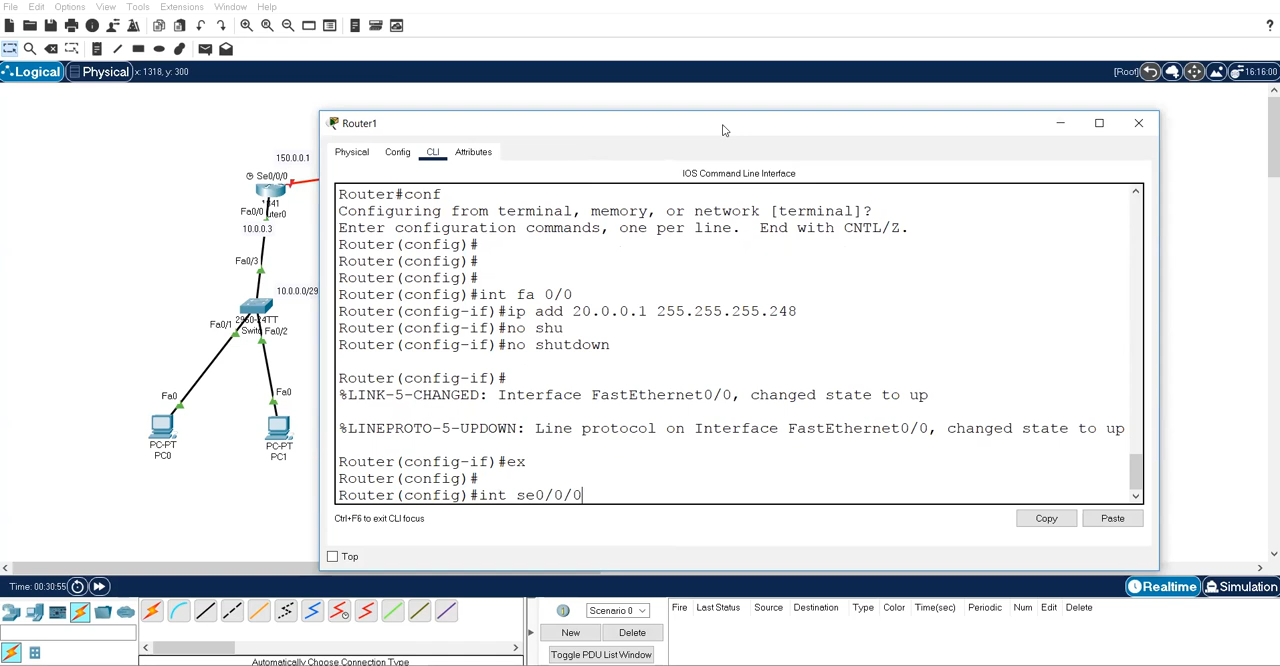 File Edit Options View Tools Extensions Window Help
?
Logical Physical x: 1318, y: 300 [Root] 16:16:00
Router1
Physical Config CLI Attributes
IOS Command Line Interface
Router#conf
Configuring from terminal, memory, or network [terminal]?
Enter configuration commands, one per line. End with CNTL/Z.
Router(config)#
Router(config)#
Router(config)#
Router(config)#int fa 0/0
Router(config-if)#ip add 20.0.0.1 255.255.255.248
Router(config-if)#no shu
Router(config-if)#no shutdown
Router(config-if)#
%LINK-5-CHANGED: Interface FastEthernet0/0, changed state to up
%LINEPROTO-5-UPDOWN: Line protocol on Interface FastEthernet0/0, changed state to up
Router(config-if)#ex
Router(config)#
Router(config)#int se0/0/0
Ctrl+F6 to exit CLI focus
Copy Paste
Top
150.0.0.1
Se0/0/0
Fa0/0
10.0.0.3
Fa0/3
10.0.0.0/29
Fa0/1
Fa0/2
Fa0
Fa0
PC-PT
PC0
PC-PT
PC1
Time: 00:30:55
Realtime Simulation
Scenario 0
New Delete
Toggle PDU List Window
Fire Last Status Source Destination Type Color Time(sec) Periodic Num Edit Delete
Automatically Choose Connection Type